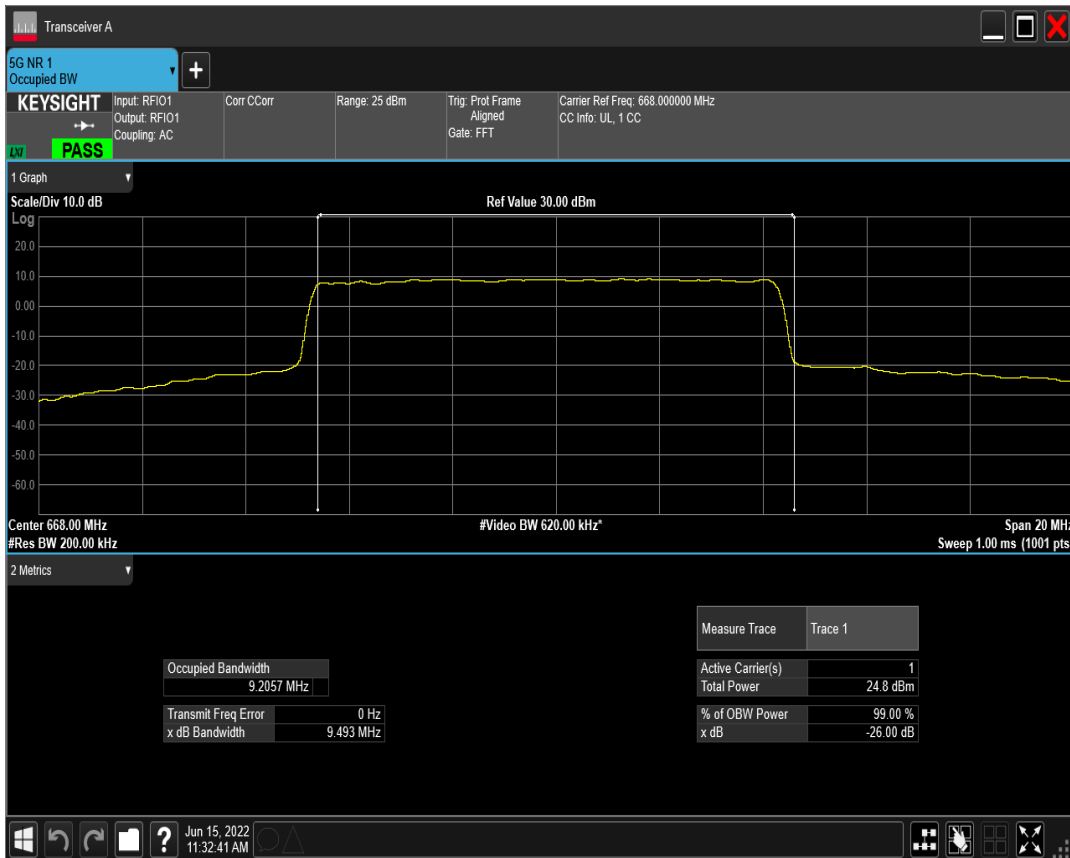 Transceiver A
5G NR 1
Occupied BW
KEYSIGHT
LXI
PASS
Input: RFIO1
Output: RFIO1
Coupling: AC
Corr CCorr
Range: 25 dBm
Trig: Prot Frame
Aligned
Gate: FFT
Carrier Ref Freq: 668.000000 MHz
CC Info: UL, 1 CC
1 Graph
Scale/Div 10.0 dB
Ref Value 30.00 dBm
Log
20.0
10.0
0.00
-10.0
-20.0
-30.0
-40.0
-50.0
-60.0
Center 668.00 MHz
#Video BW 620.00 kHz*
Span 20 MHz
#Res BW 200.00 kHz
Sweep 1.00 ms (1001 pts
2 Metrics
Measure Trace Trace 1
Occupied Bandwidth
9.2057 MHz
Active Carrier(s) 1
Total Power 24.8 dBm
Transmit Freq Error 0 Hz
x dB Bandwidth 9.493 MHz
% of OBW Power 99.00 %
x dB -26.00 dB
?
Jun 15, 2022
11:32:41 AM